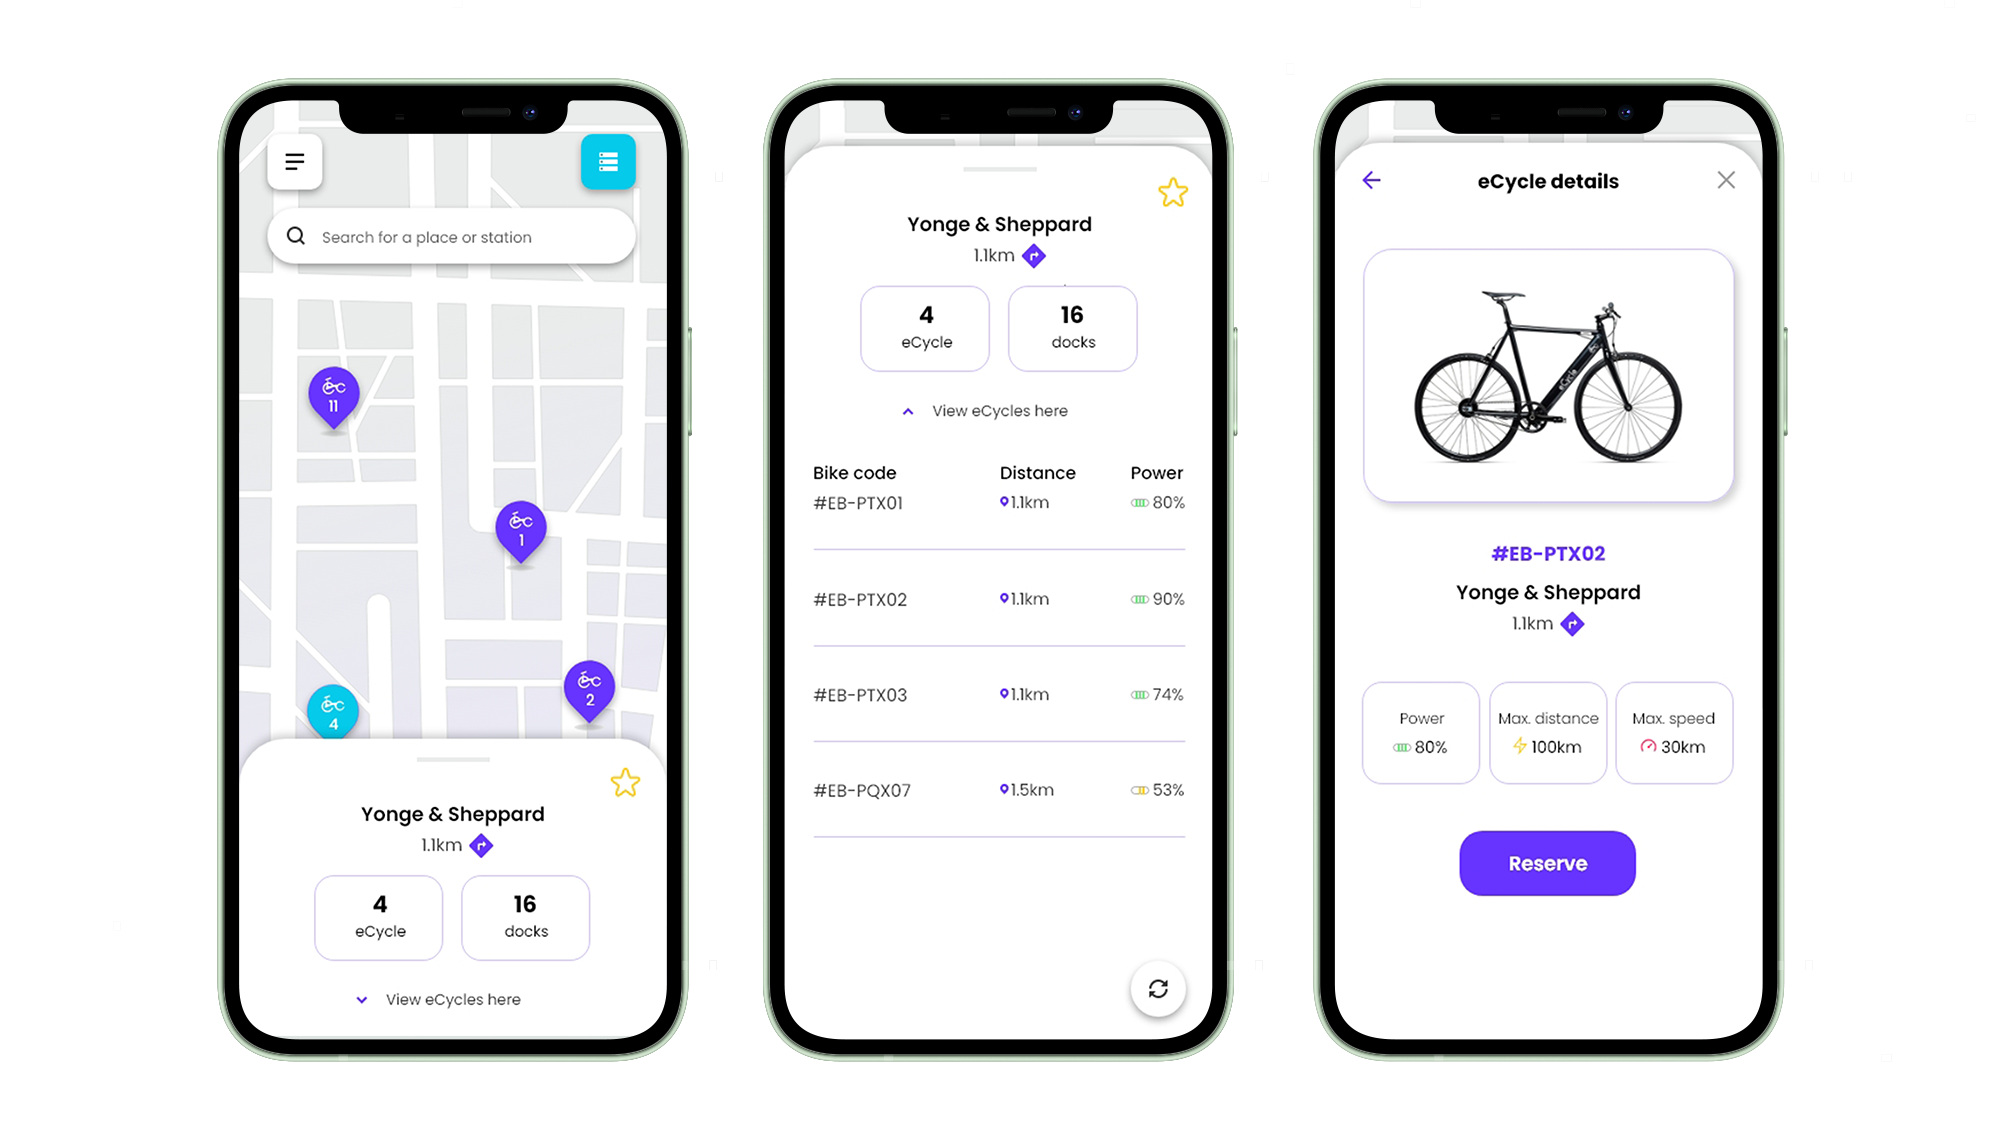 Search for a place or station
11
1
2
4
Yonge & Sheppard
1.1km
4
eCycle
16
docks
View eCycles here
Yonge & Sheppard
1.1km
4
eCycle
16
docks
View eCycles here
Bike code Distance Power
#EB-PTX01 1.1km 80%
#EB-PTX02 1.1km 90%
#EB-PTX03 1.1km 74%
#EB-PQX07 1.5km 53%
eCycle details
eCycle
#EB-PTX02
Yonge & Sheppard
1.1km
Power
80%
Max. distance
100km
Max. speed
30km
Reserve